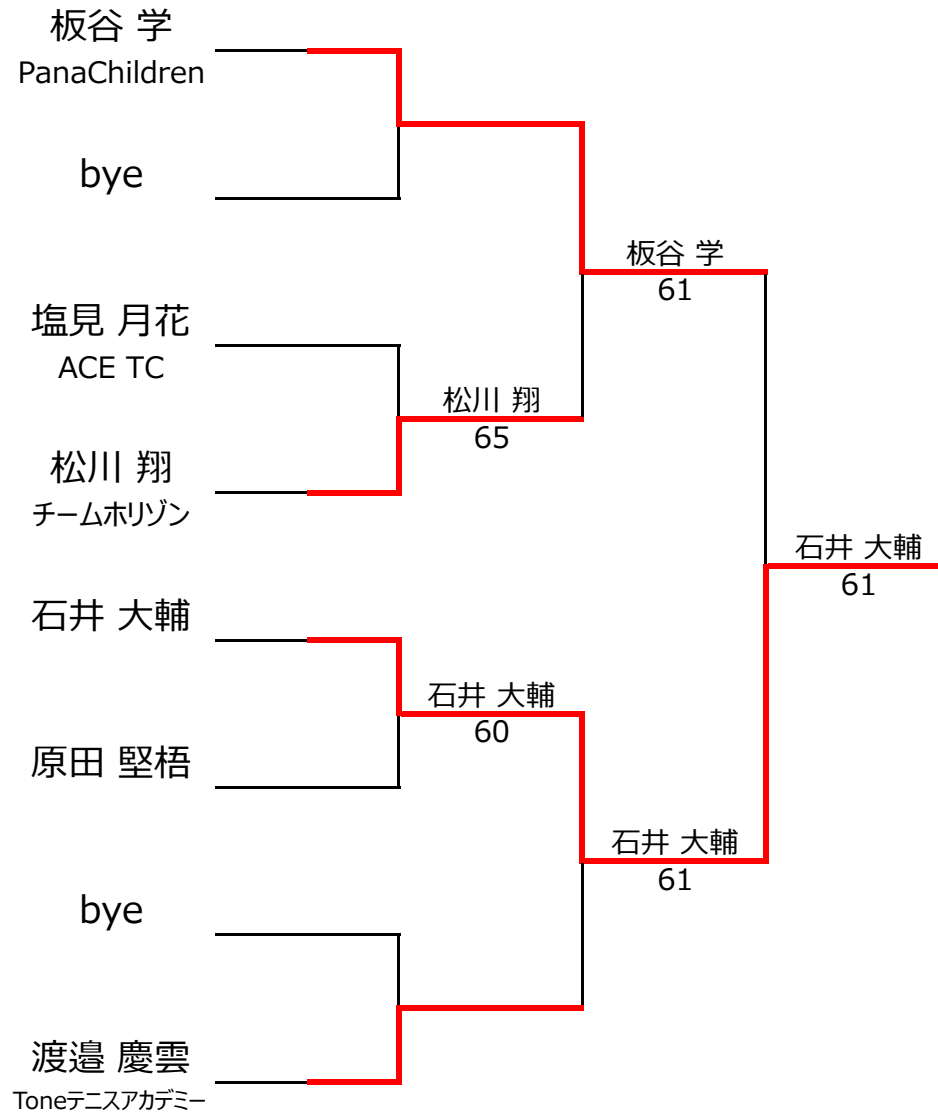 板谷 学
PanaChildren
bye
板谷 学
61
塩見 月花
ACE TC
松川 翔
65
松川 翔
チームホリゾン
石井 大輔
61
石井 大輔
石井 大輔
60
原田 堅梧
石井 大輔
61
bye
渡邉 慶雲
Toneテニスアカデミー